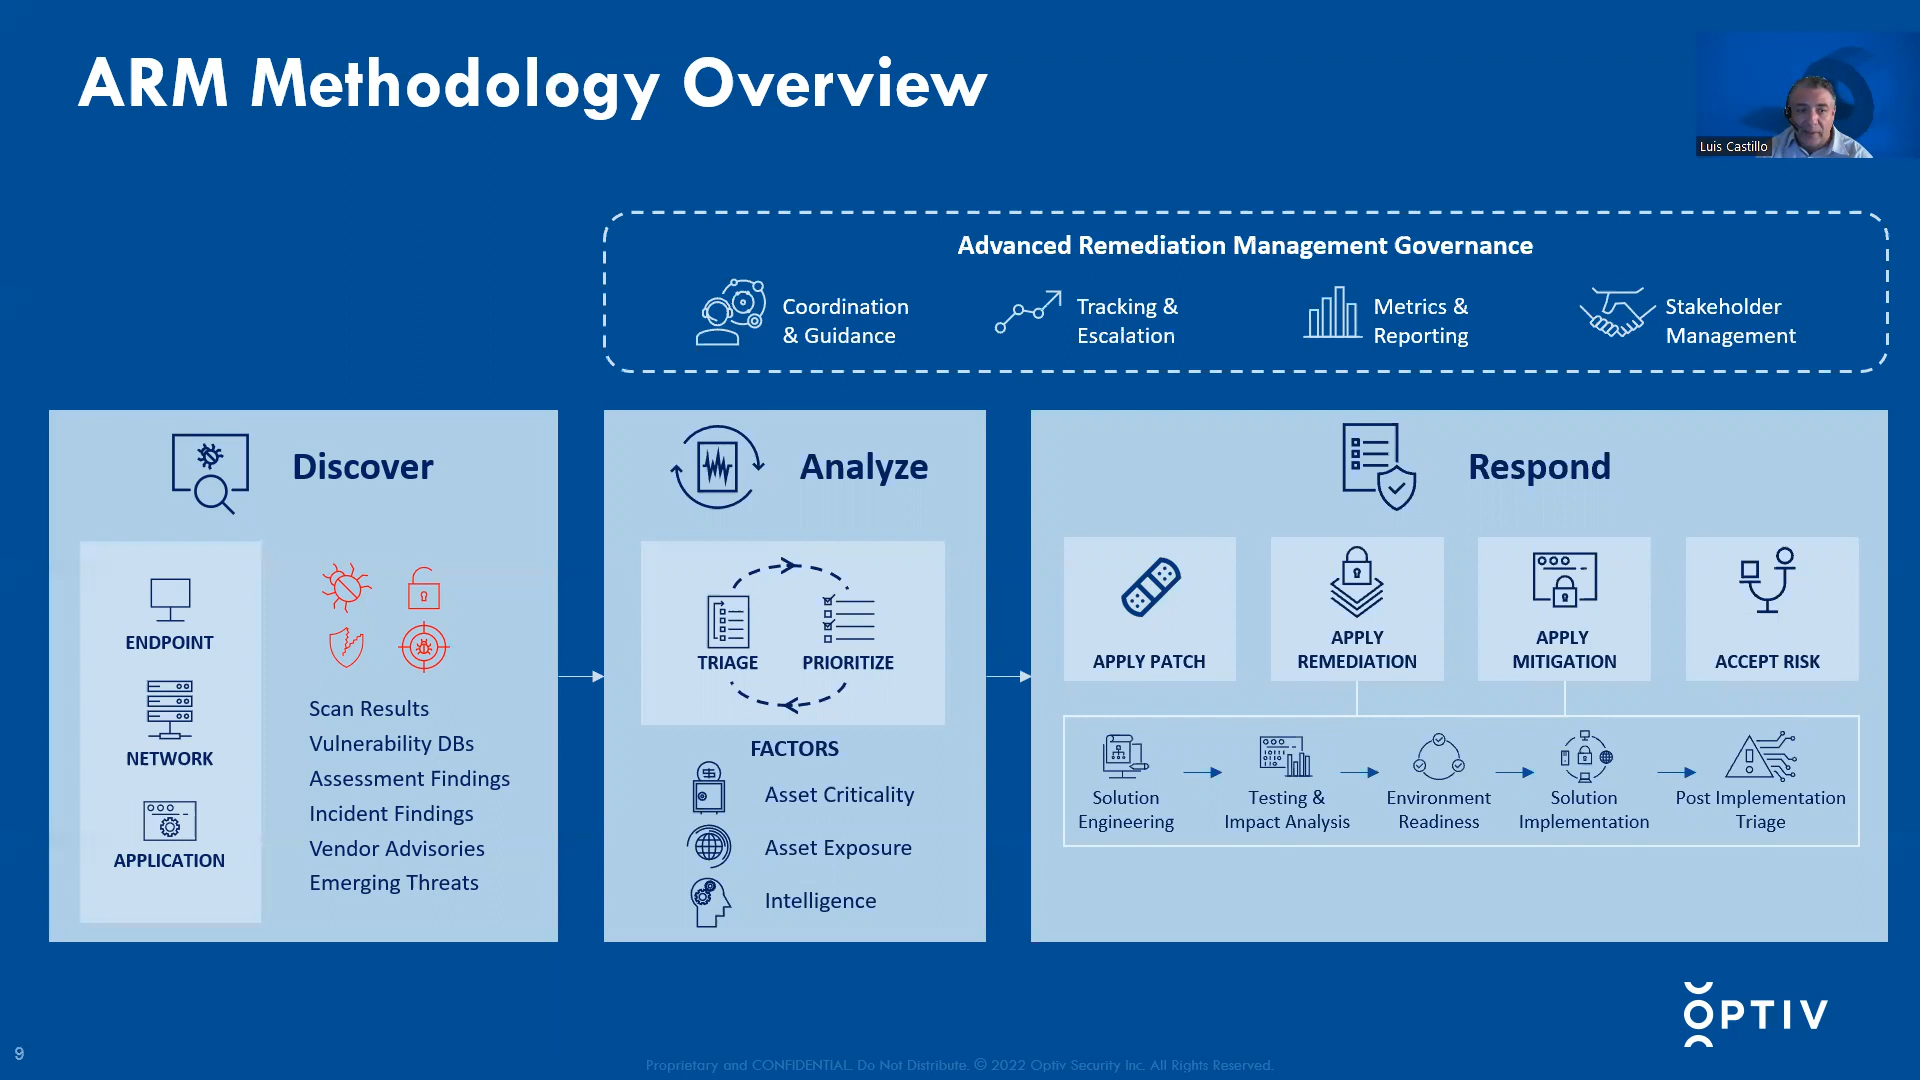 ARM Methodology Overview
Luis Castillo
Advanced Remediation Management Governance
Coordination
& Guidance
Tracking &
Escalation
Metrics &
Reporting
Stakeholder
Management
Discover
ENDPOINT
NETWORK
APPLICATION
Scan Results
Vulnerability DBs
Assessment Findings
Incident Findings
Vendor Advisories
Emerging Threats
Analyze
TRIAGE
PRIORITIZE
FACTORS
Asset Criticality
Asset Exposure
Intelligence
Respond
APPLY PATCH
APPLY
REMEDIATION
APPLY
MITIGATION
ACCEPT RISK
Solution
Engineering
Testing &
Impact Analysis
Environment
Readiness
Solution
Implementation
Post Implementation
Triage
OPTIV
9
Proprietary and CONFIDENTIAL. Do Not Distribute. © 2022 Optiv Security Inc. All Rights Reserved.